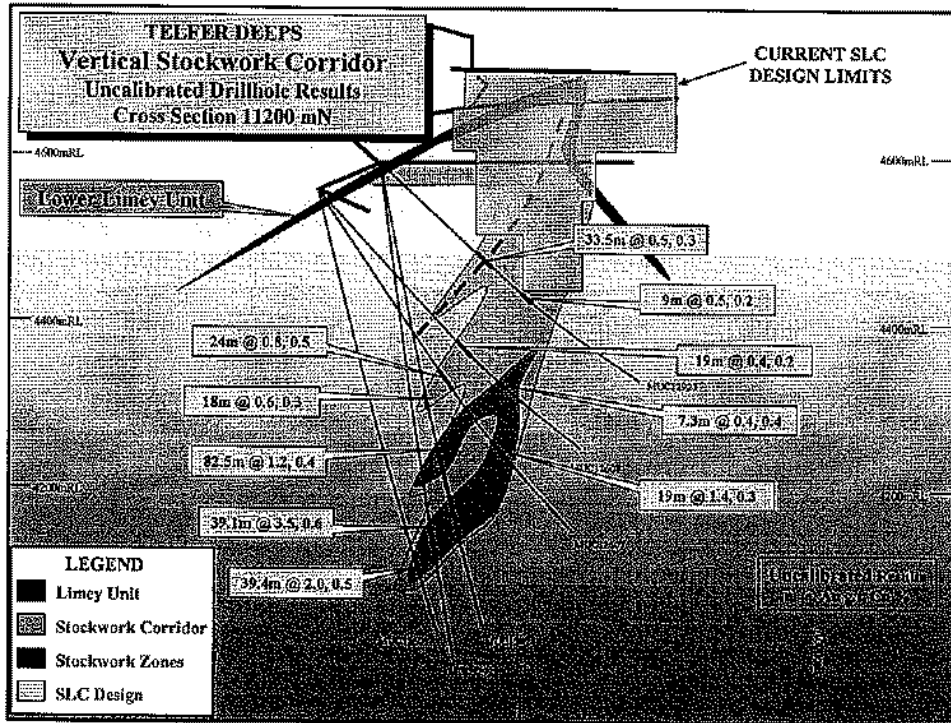 TELFER DEEPS
Vertical Stockwork Corridor
Uncalibrated Drillhole Results
Cross Section 11200 mN
CURRENT SLC
DESIGN LIMITS
4600mRL
4600mRL
Lower Limey Unit
33.5m @ 0.5, 0.3
9m @ 0.5, 0.2
4400mRL
4400mRL
24m @ 0.8, 0.5
19m @ 0.4, 0.2
18m @ 0.6, 0.3
7.3m @ 0.4, 0.4
82.5m @ 1.2, 0.4
19m @ 1.4, 0.3
4200mRL
4200mRL
39.1m @ 3.5, 0.6
39.4m @ 2.0, 0.5
Uncalibrated Results
LEGEND
Limey Unit
Stockwork Corridor
Stockwork Zones
SLC Design